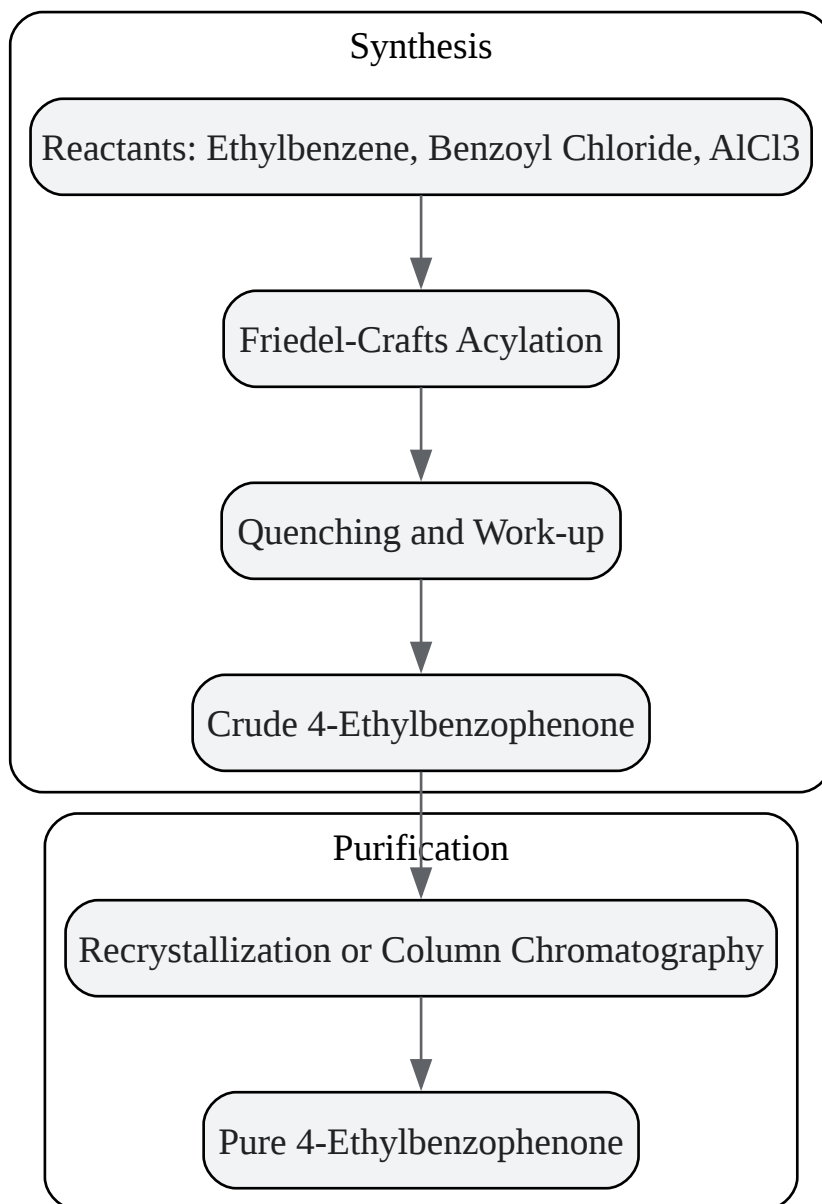 Synthesis
Reactants: Ethylbenzene, Benzoyl Chloride, AlCl3
Friedel-Crafts Acylation
Quenching and Work-up
Crude 4-Ethylbenzophenone
Purification
Recrystallization or Column Chromatography
Pure 4-Ethylbenzophenone